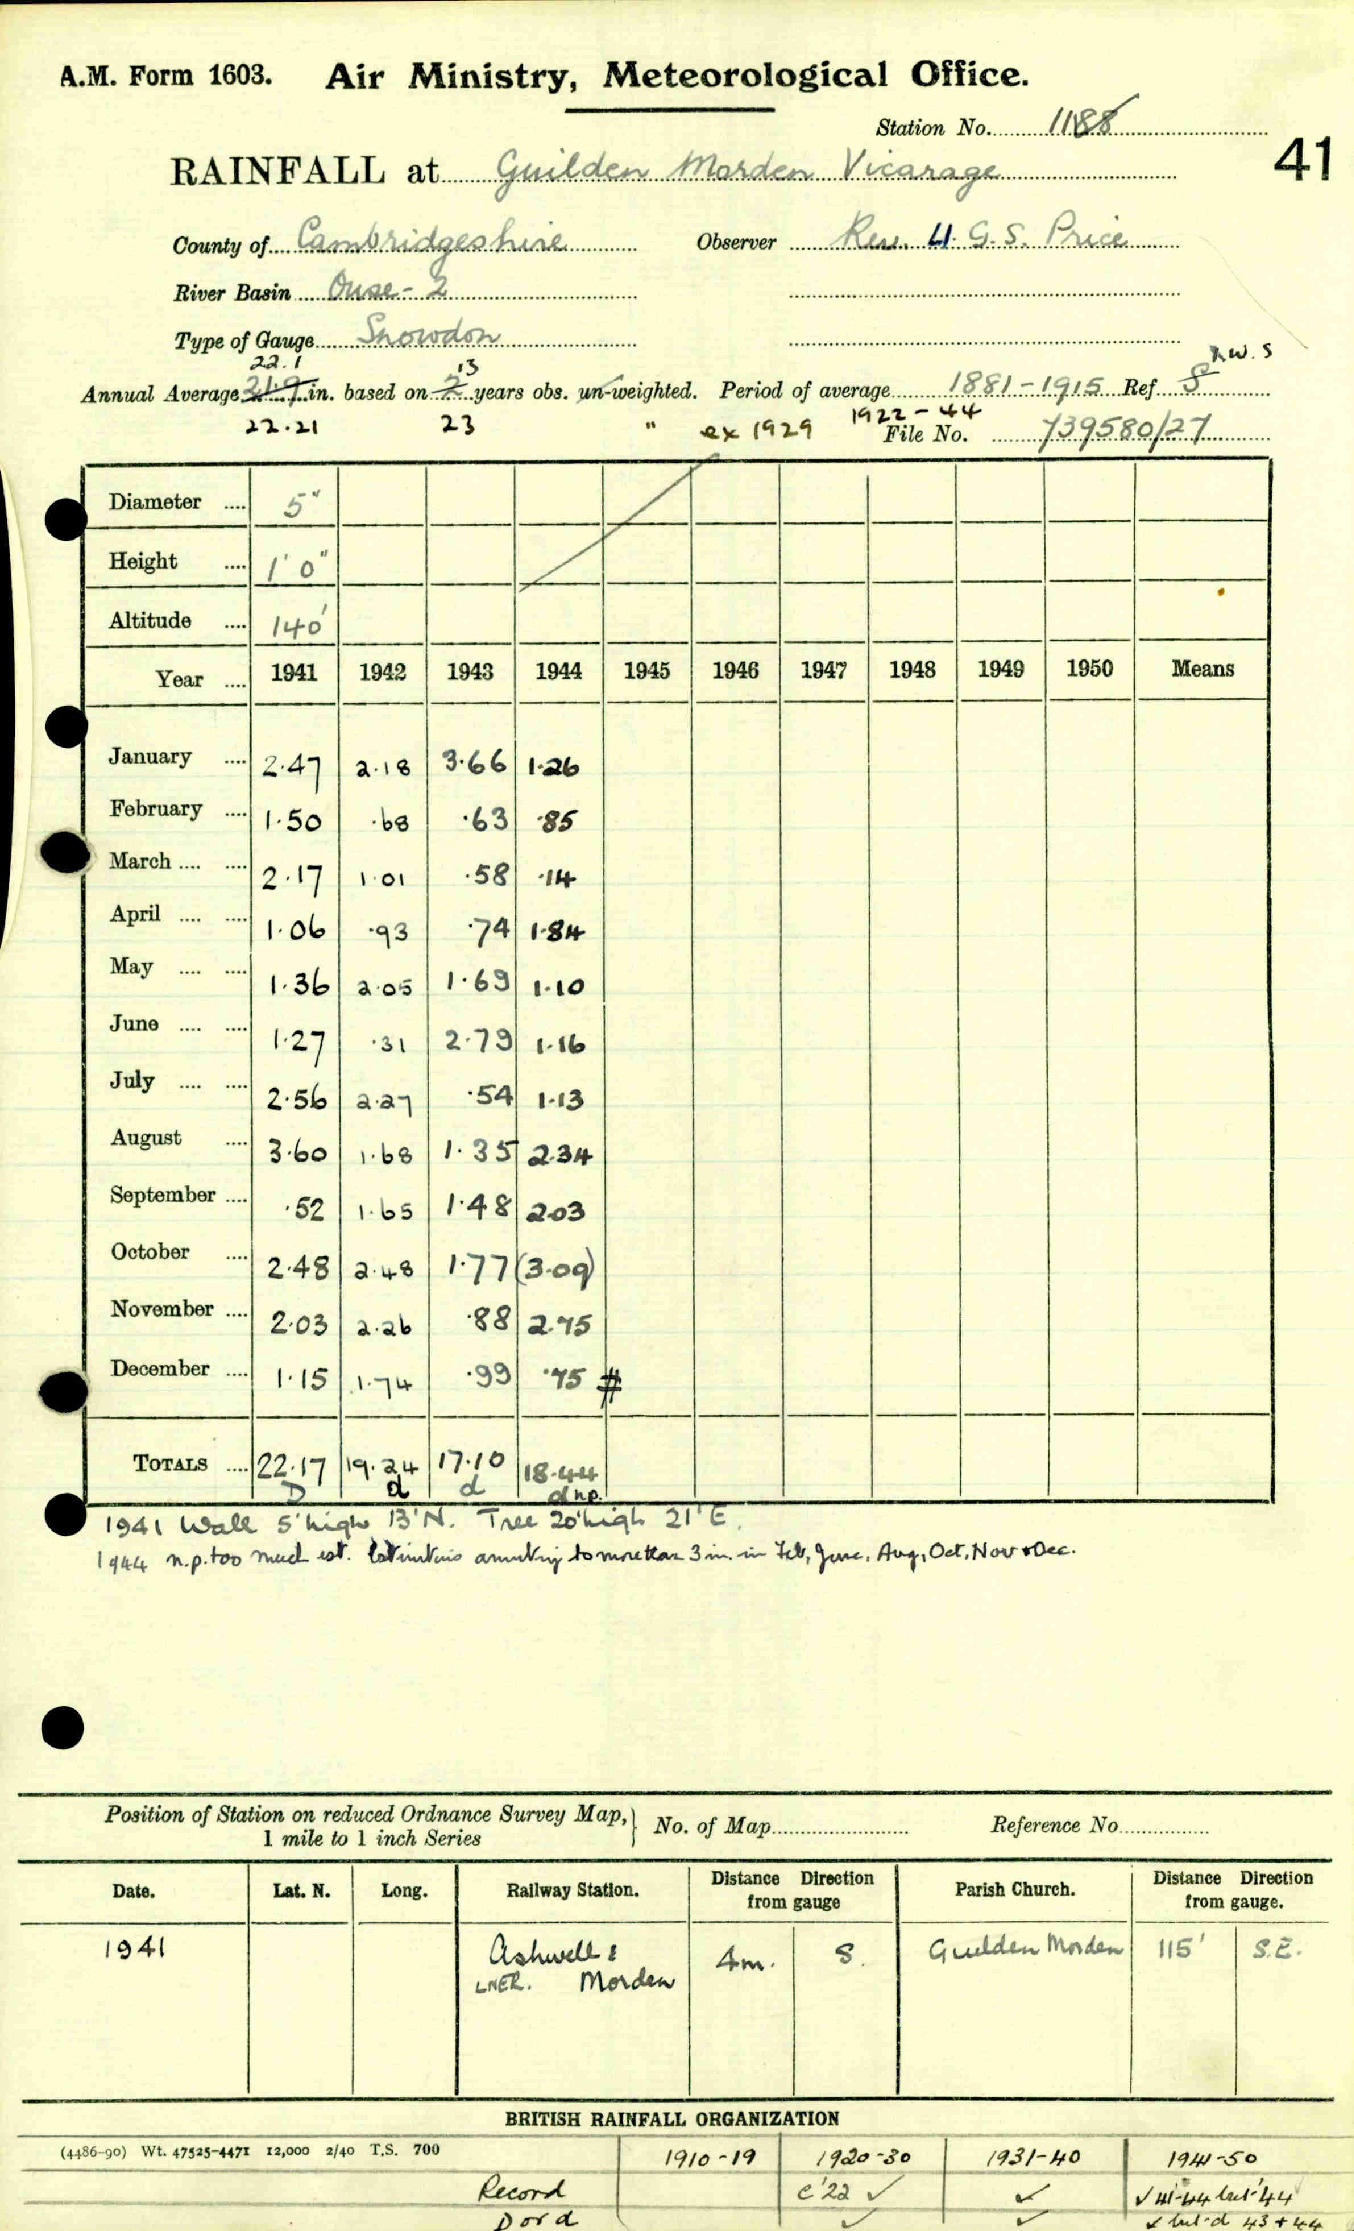 A.M. Form 1603. Air Ministry, Meteorological Office.
Station No. 1188
41
RAINFALL at Guilden Morden Vicarage
County of Cambridgeshire Observer Rev. H. G. S. Price
River Basin Ouse - 2
Type of Gauge Snowdon
22.1 13 R.W.S
Annual Average 21.9 in. based on 2 years obs. un-weighted. Period of average 1881-1915 Ref S
22.21 23 " ex 1929 1922-44 File No. 739580/27
Diameter .... 5"
Height .... 1' 0"
Altitude .... 140'
Year .... 1941 1942 1943 1944 1945 1946 1947 1948 1949 1950 Means
January .... 2.47 2.18 3.66 1.26
February .... 1.50 .68 .63 .85
March .... .... 2.17 1.01 .58 .14
April .... .... 1.06 .93 .74 1.84
May .... .... 1.36 2.05 1.69 1.10
June .... .... 1.27 .31 2.79 1.16
July .... .... 2.56 2.27 .54 1.13
August .... 3.60 1.68 1.35 2.34
September .... .52 1.65 1.48 2.03
October .... 2.48 2.48 1.77 (3.09)
November .... 2.03 2.26 .88 2.75
December .... 1.15 1.74 .99 .75 #
TOTALS .... 22.17 19.24 17.10 18.44
D d d d n.p.
1941 Wall 5' high 13' N. Tree 20' high 21' E.
1944 n.p. too much est. Estimations amounting to more than 3 in. in Feb, June, Aug, Oct, Nov & Dec.
Position of Station on reduced Ordnance Survey Map, } No. of Map Reference No
1 mile to 1 inch Series
Date. Lat. N. Long. Railway Station. Distance from gauge Direction Parish Church. Distance from gauge. Direction
1941 Ashwell & 4m. S. Guilden Morden 115' S.E.
LNER. Morden
BRITISH RAINFALL ORGANIZATION
(4486-90) Wt. 47525-4471 12,000 2/40 T.S. 700 1910-19 1920-30 1931-40 1941-50
Record c'22 ✓ ✓ ✓ 41-44 but '44
D or d ✓ ✓ ✓ but d 43 + 44